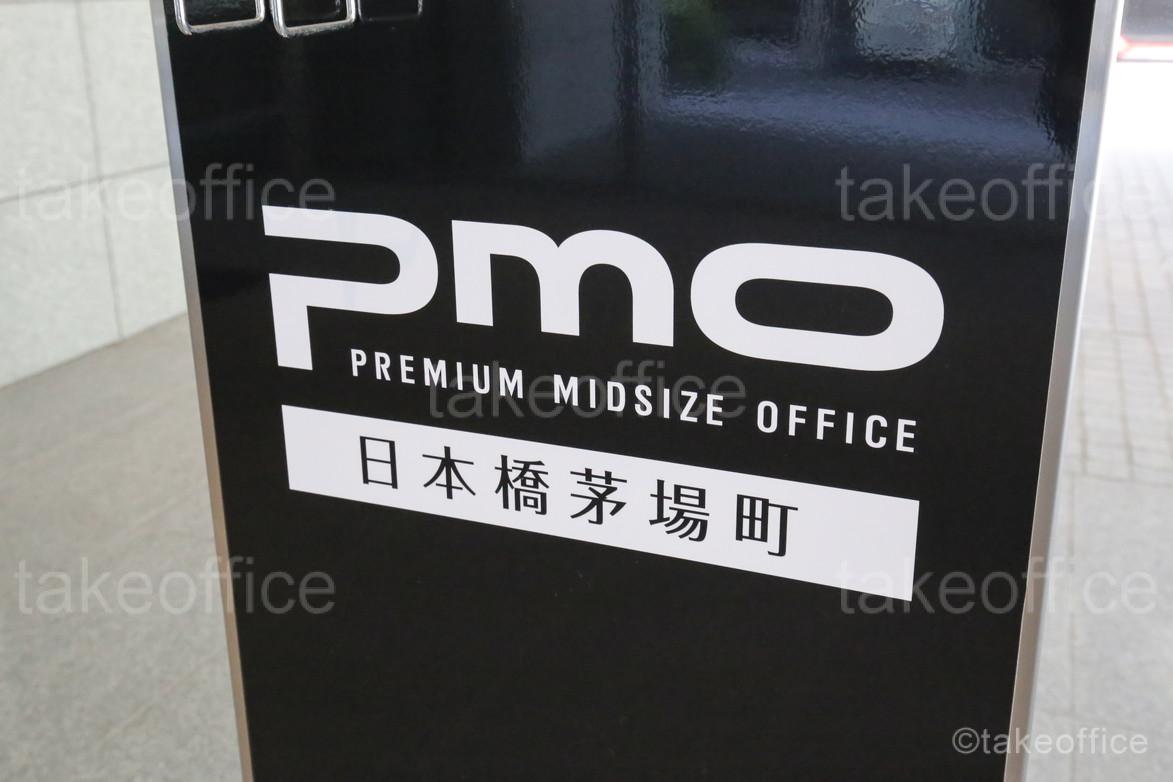 takeoffice takeoffice
pmo
PREMIUM MIDSIZE OFFICE
takeoffice
日本橋茅場町
takeoffice takeoffice
©takeoffice